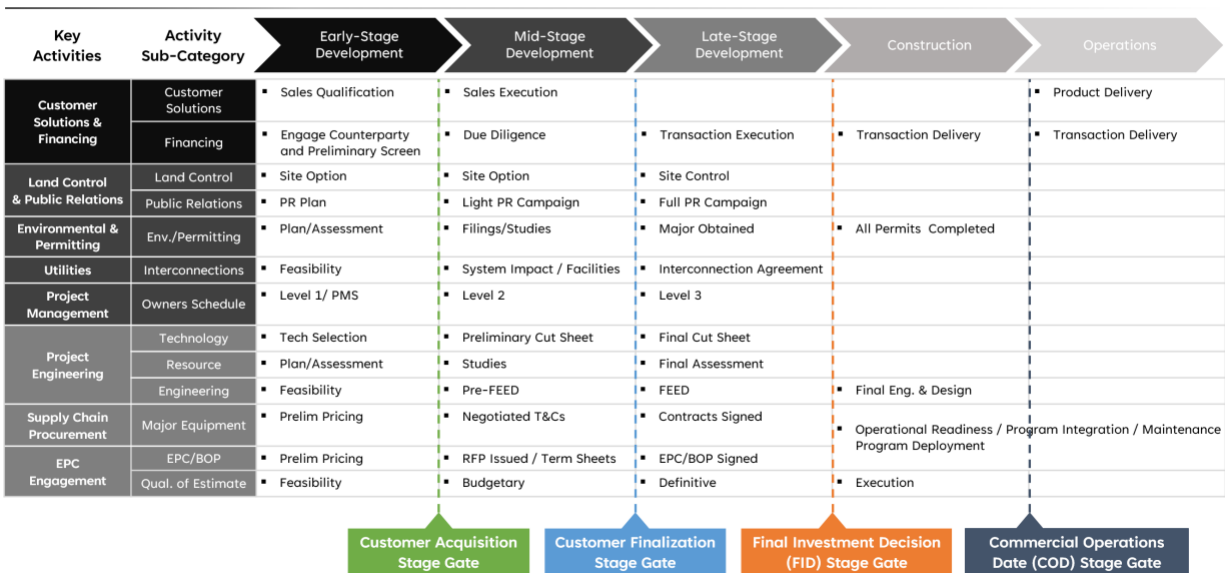 Key Activities
Activity Sub-Category
Early-Stage Development
Mid-Stage Development
Late-Stage Development
Construction
Operations
Customer Solutions & Financing
Customer Solutions
▪ Sales Qualification
▪ Sales Execution
▪ Product Delivery
Financing
▪ Engage Counterparty and Preliminary Screen
▪ Due Diligence
▪ Transaction Execution
▪ Transaction Delivery
▪ Transaction Delivery
Land Control & Public Relations
Land Control
▪ Site Option
▪ Site Option
▪ Site Control
Public Relations
▪ PR Plan
▪ Light PR Campaign
▪ Full PR Campaign
Environmental & Permitting
Env./Permitting
▪ Plan/Assessment
▪ Filings/Studies
▪ Major Obtained
▪ All Permits Completed
Utilities
Interconnections
▪ Feasibility
▪ System Impact / Facilities
▪ Interconnection Agreement
Project Management
Owners Schedule
▪ Level 1/ PMS
▪ Level 2
▪ Level 3
Project Engineering
Technology
▪ Tech Selection
▪ Preliminary Cut Sheet
▪ Final Cut Sheet
Resource
▪ Plan/Assessment
▪ Studies
▪ Final Assessment
Engineering
▪ Feasibility
▪ Pre-FEED
▪ FEED
▪ Final Eng. & Design
Supply Chain Procurement
Major Equipment
▪ Prelim Pricing
▪ Negotiated T&Cs
▪ Contracts Signed
▪ Operational Readiness / Program Integration / Maintenance Program Deployment
EPC Engagement
EPC/BOP
▪ Prelim Pricing
▪ RFP Issued / Term Sheets
▪ EPC/BOP Signed
Qual. of Estimate
▪ Feasibility
▪ Budgetary
▪ Definitive
▪ Execution
Customer Acquisition Stage Gate
Customer Finalization Stage Gate
Final Investment Decision (FID) Stage Gate
Commercial Operations Date (COD) Stage Gate